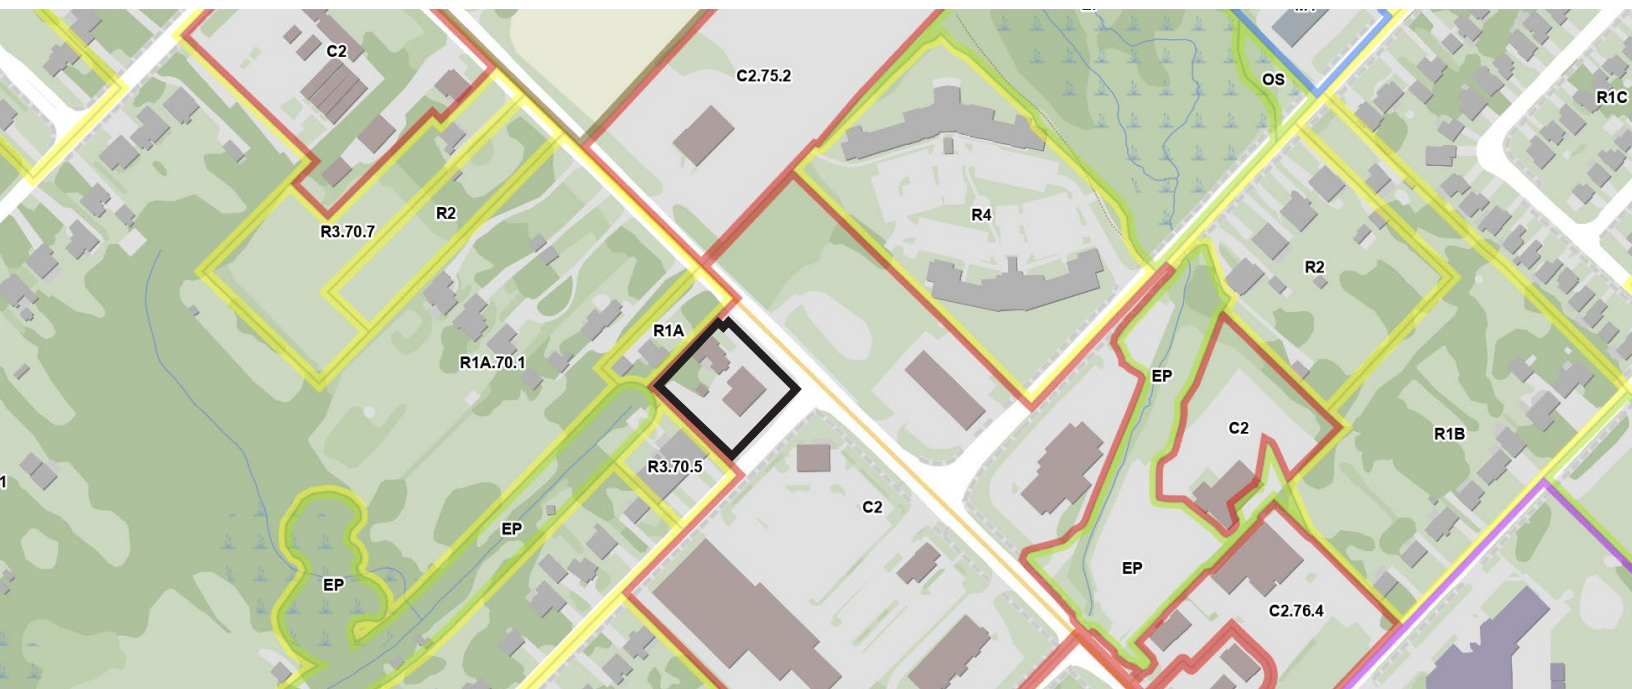 C2
C2.75.2
OS
R1C
R3.70.7
R2
R4
R2
R1A
R1A.70.1
EP
C2
R1B
R3.70.5
1
C2
EP
EP
EP
C2.76.4